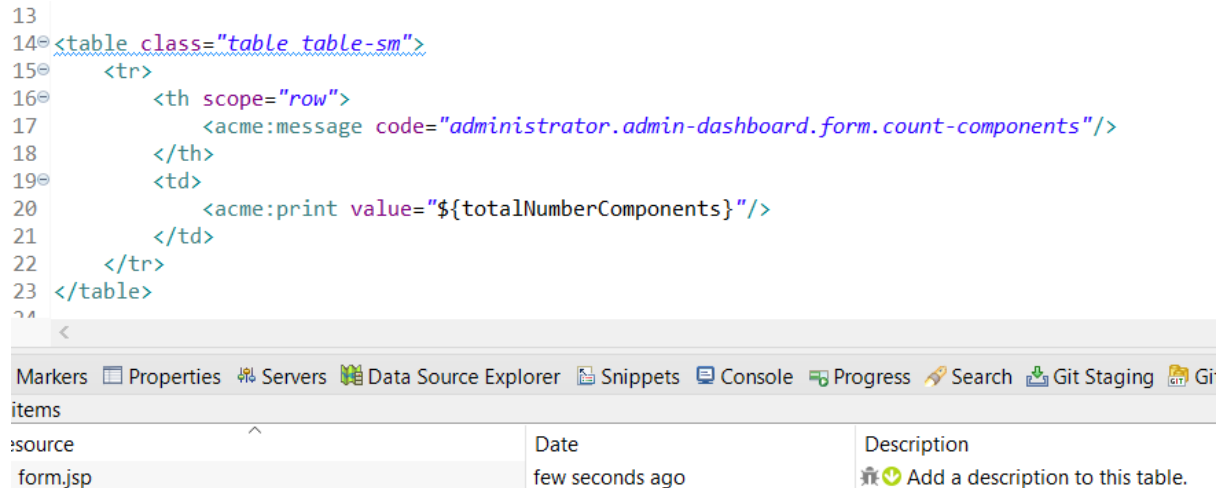 13
14 <table class="table table-sm">
15 <tr>
16 <th scope="row">
17 <acme:message code="administrator.admin-dashboard.form.count-components"/>
18 </th>
19 <td>
20 <acme:print value="${totalNumberComponents}"/>
21 </td>
22 </tr>
23 </table>
24
Markers Properties Servers Data Source Explorer Snippets Console Progress Search Git Staging Gi
items
esource Date Description
form.jsp few seconds ago Add a description to this table.